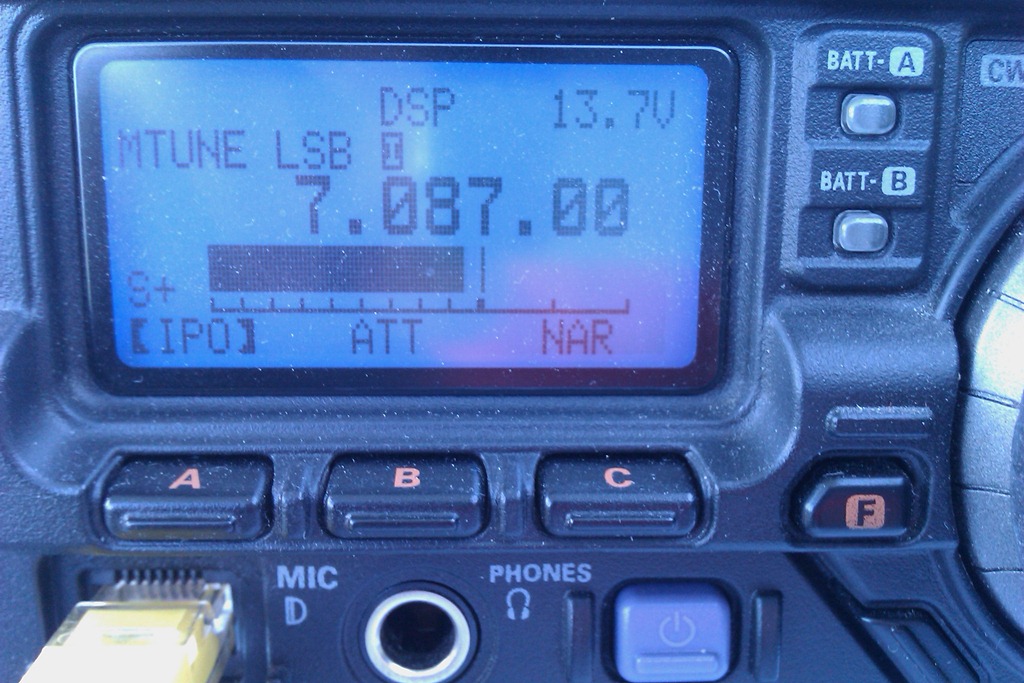 DSP 13.7V
MTUNE LSB I
7.087.00
S+
【IPO】 ATT NAR
BATT-A
BATT-B
CW
A B C
F
MIC
PHONES